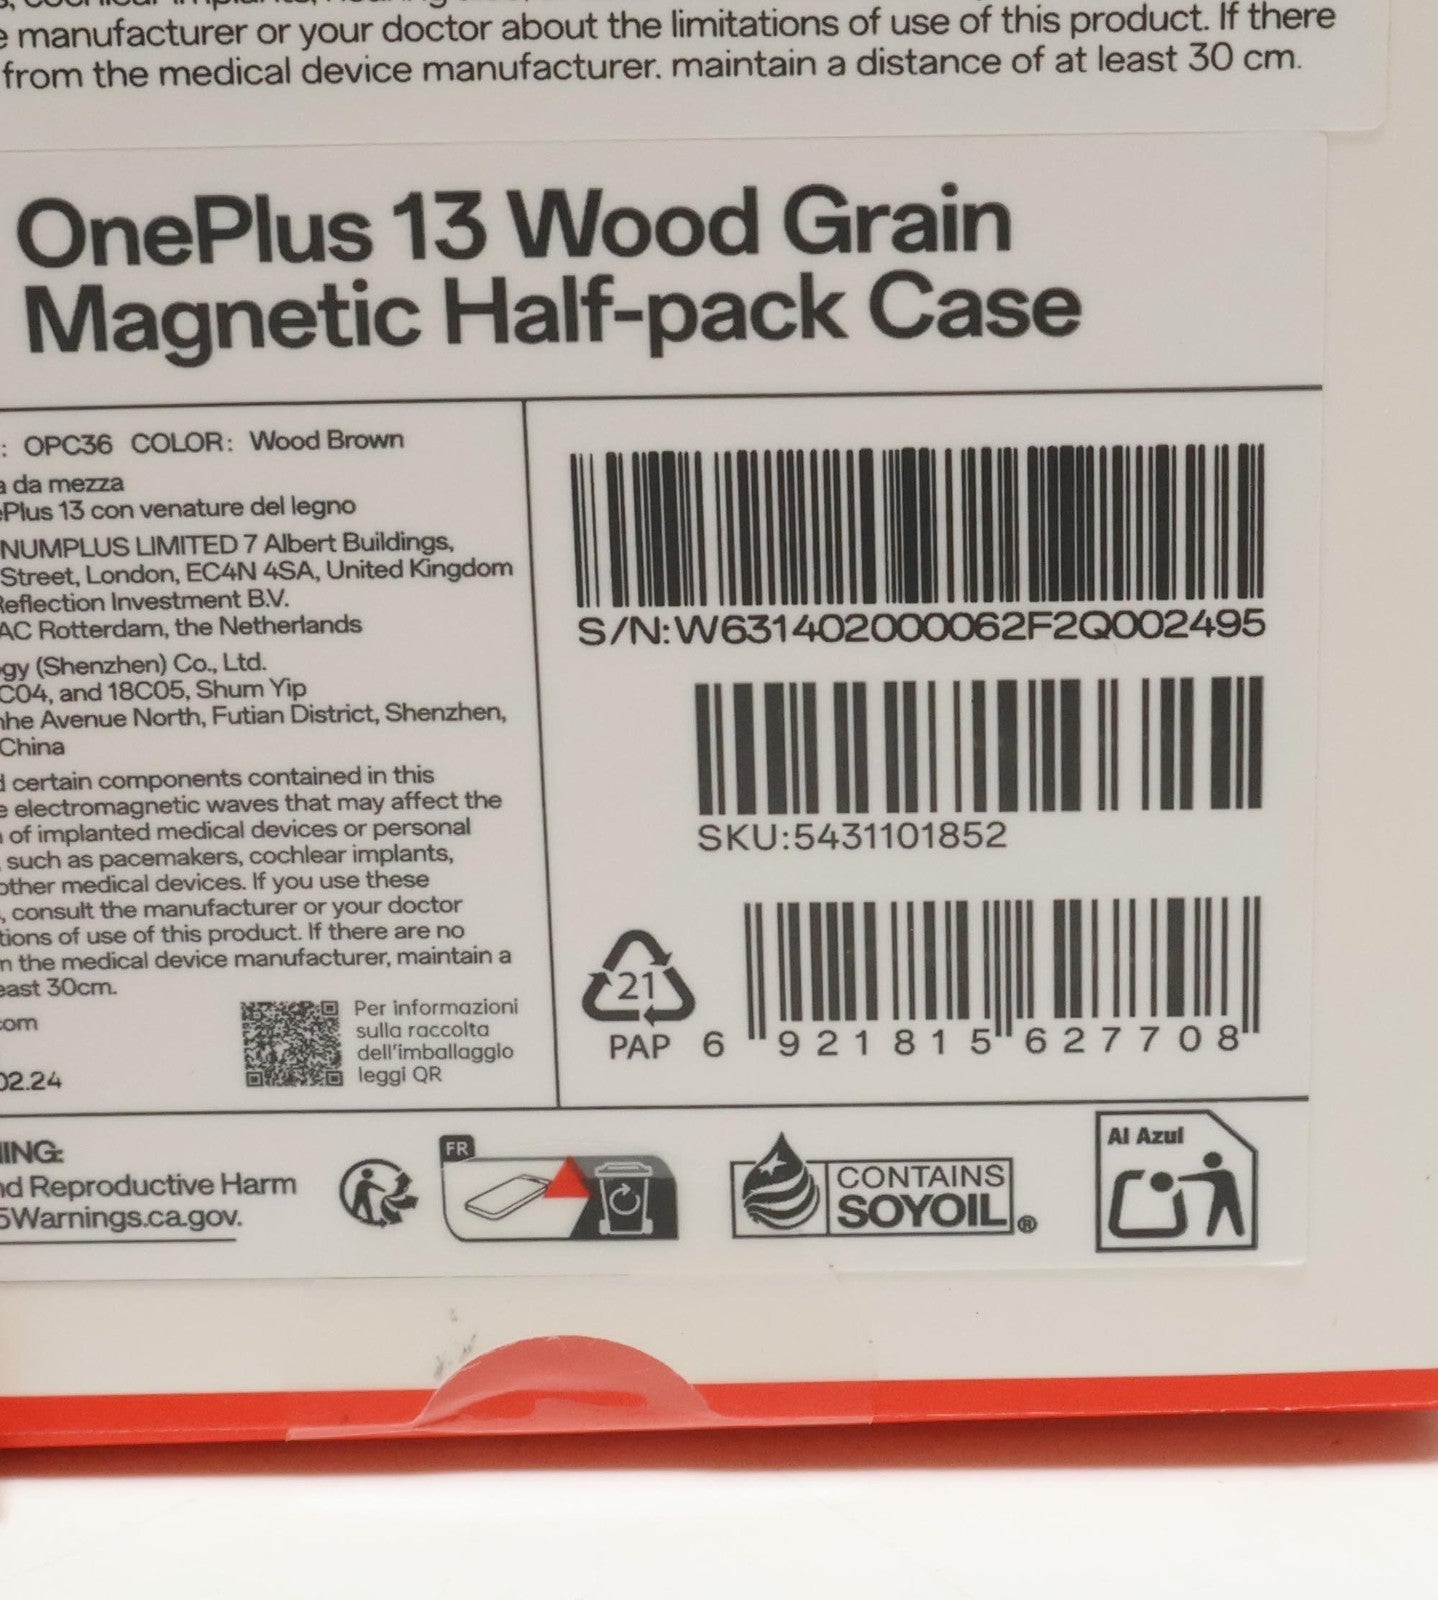 manufacturer or your doctor about the limitations of use of this product. If there
from the medical device manufacturer. maintain a distance of at least 30 cm.
OnePlus 13 Wood Grain
Magnetic Half-pack Case
: OPC36 COLOR: Wood Brown
a da mezza
Plus 13 con venature del legno
NUMPLUS LIMITED 7 Albert Buildings,
Street, London, EC4N 4SA, United Kingdom
Reflection Investment B.V.
AC Rotterdam, the Netherlands
gy (Shenzhen) Co., Ltd.
C04, and 18C05, Shum Yip
he Avenue North, Futian District, Shenzhen,
China
certain components contained in this
electromagnetic waves that may affect the
of implanted medical devices or personal
such as pacemakers, cochlear implants,
other medical devices. If you use these
, consult the manufacturer or your doctor
tions of use of this product. If there are no
the medical device manufacturer, maintain a
east 30cm.
com
02.24
Per informazioni
sulla raccolta
dell'imballaggio
leggi QR
S/N:W631402000062F2Q002495
SKU:5431101852
21
PAP
6 921815 627708
NING:
nd Reproductive Harm
5Warnings.ca.gov.
FR
CONTAINS
SOYOIL®
Al Azul